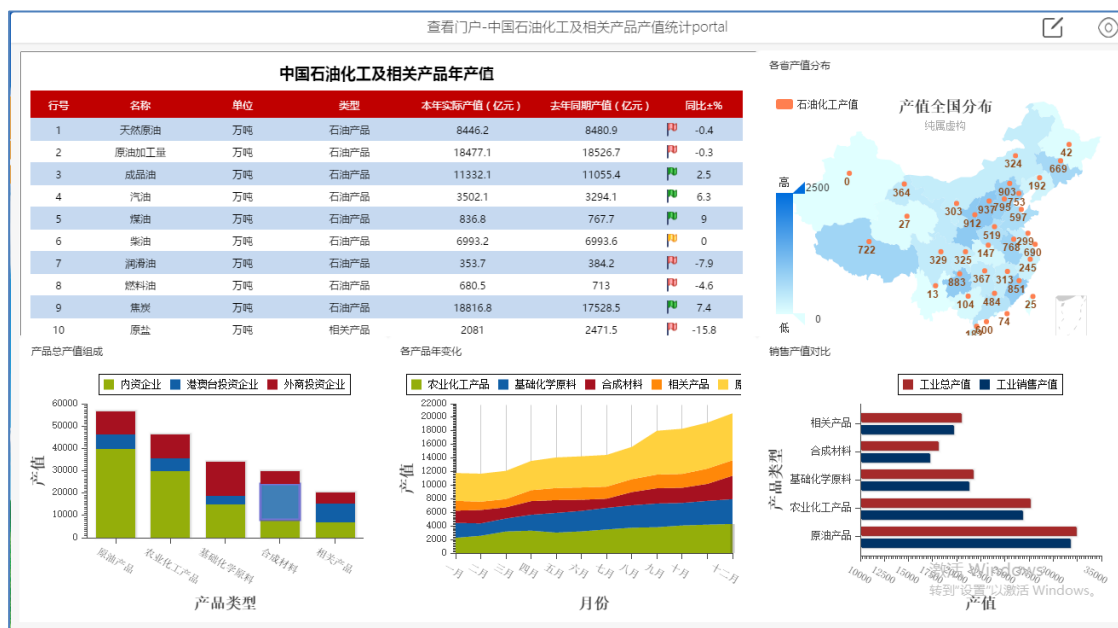 查看门户-中国石油化工及相关产品产值统计portal
中国石油化工及相关产品年产值
行号 名称 单位 类型 本年实际产值（亿元） 去年同期产值（亿元） 同比±%
1 天然原油 万吨 石油产品 8446.2 8480.9 -0.4
2 原油加工量 万吨 石油产品 18477.1 18526.7 -0.3
3 成品油 万吨 石油产品 11332.1 11055.4 2.5
4 汽油 万吨 石油产品 3502.1 3294.1 6.3
5 煤油 万吨 石油产品 836.8 767.7 9
6 柴油 万吨 石油产品 6993.2 6993.6 0
7 润滑油 万吨 石油产品 353.7 384.2 -7.9
8 燃料油 万吨 石油产品 680.5 713 -4.6
9 焦炭 万吨 石油产品 18816.8 17528.5 7.4
10 原盐 万吨 相关产品 2081 2471.5 -15.8
各省产值分布
石油化工产值
产值全国分布
纯属虚构
高
2500
0
低
42
324
669
0
364
192
903
753
303
937
795
597
27
912
519
299
722
768
690
147
329
325
245
883
367
313
851
13
104
484
25
74
600
产品总产值组成
内资企业 港澳台投资企业 外商投资企业
产值
60000
50000
40000
30000
20000
10000
0
原油产品 农业化工产品 基础化学原料 合成材料 相关产品
产品类型
各产品年变化
农业化工产品 基础化学原料 合成材料 相关产品
产值
22000
20000
18000
16000
14000
12000
10000
8000
6000
4000
2000
0
一月 二月 三月 四月 五月 六月 七月 八月 九月 十月 十二月
月份
销售产值对比
工业总产值 工业销售产值
产品类型
相关产品
合成材料
基础化学原料
农业化工产品
原油产品
10000 12500 15000 17500 30000 35000
产值
激活 Windows
转到"设置"以激活 Windows。